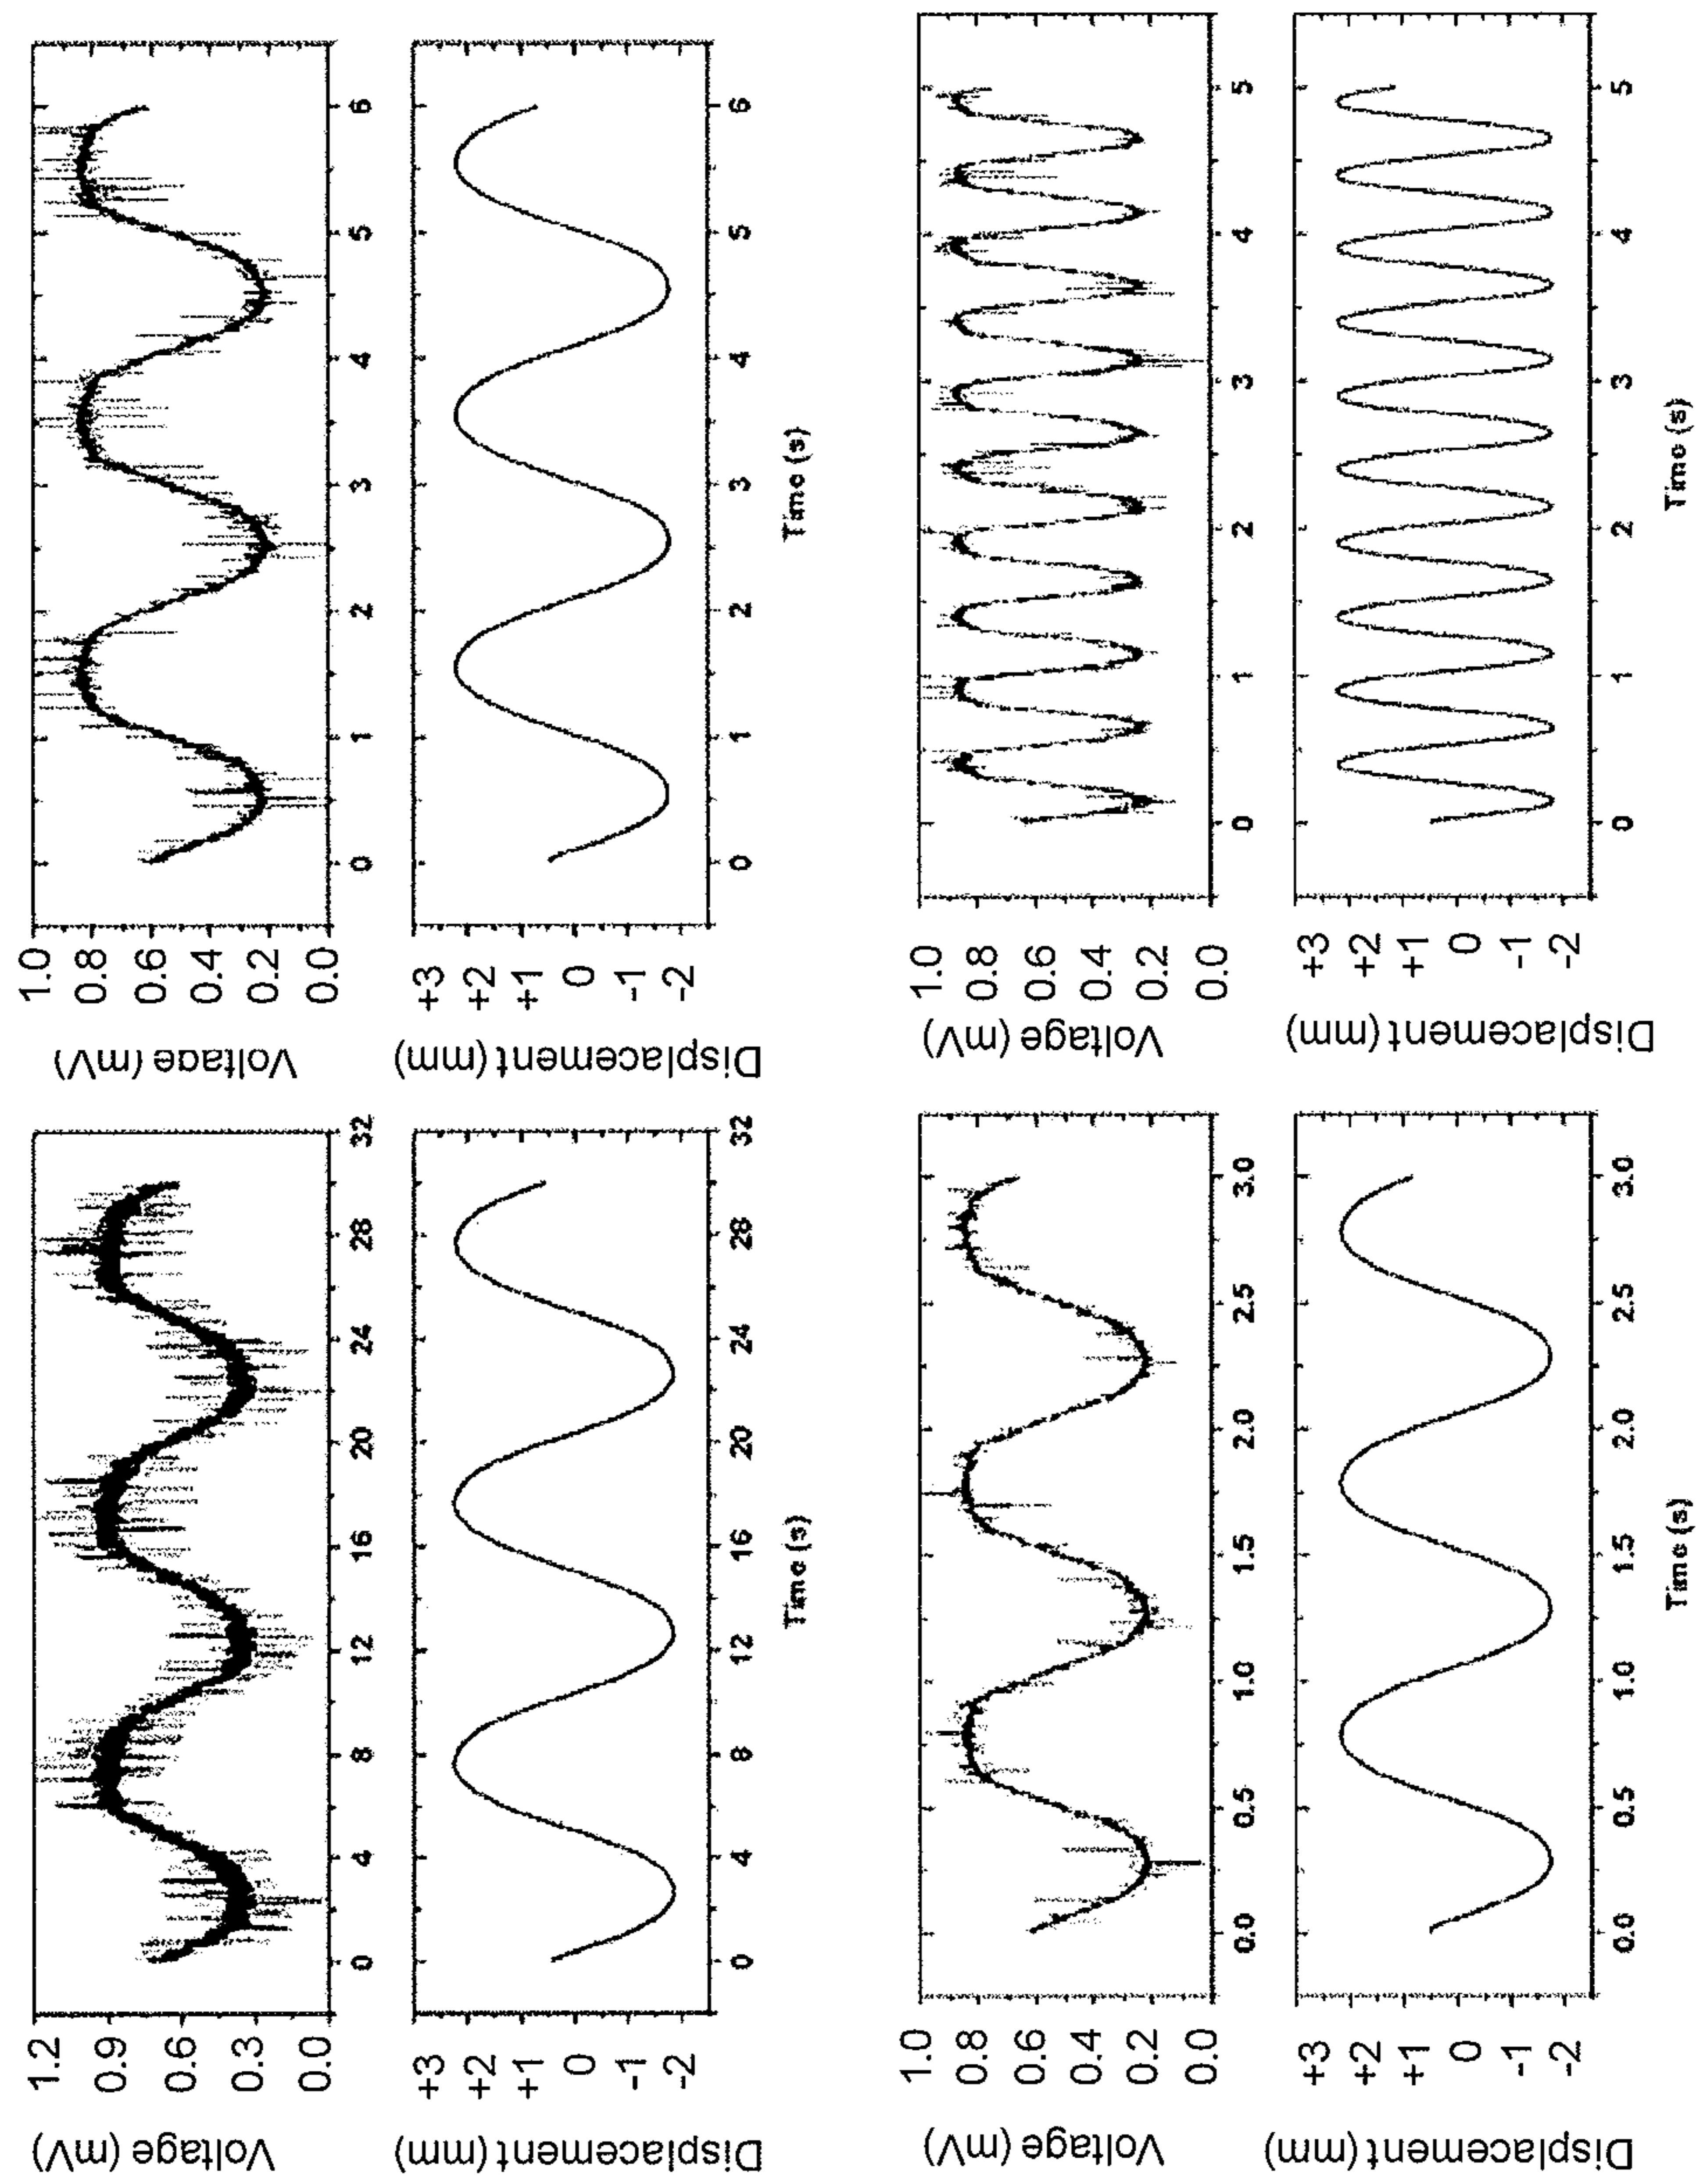 Voltage (mV)
1.2
0.9
0.6
0.3
0.0
0 4 8 12 16 20 24 28 32
Displacement (mm)
+3
+2
+1
0
-1
-2
0 4 8 12 16 20 24 28 32
Time (s)
Voltage (mV)
1.0
0.8
0.6
0.4
0.2
0.0
0 1 2 3 4 5 6
Displacement (mm)
+3
+2
+1
0
-1
-2
0 1 2 3 4 5 6
Time (s)
Voltage (mV)
1.0
0.8
0.6
0.4
0.2
0.0
0.0 0.5 1.0 1.5 2.0 2.5 3.0
Displacement (mm)
+3
+2
+1
0
-1
-2
0.0 0.5 1.0 1.5 2.0 2.5 3.0
Time (s)
Voltage (mV)
1.0
0.8
0.6
0.4
0.2
0.0
0 1 2 3 4 5
Displacement (mm)
+3
+2
+1
0
-1
-2
0 1 2 3 4 5
Time (s)